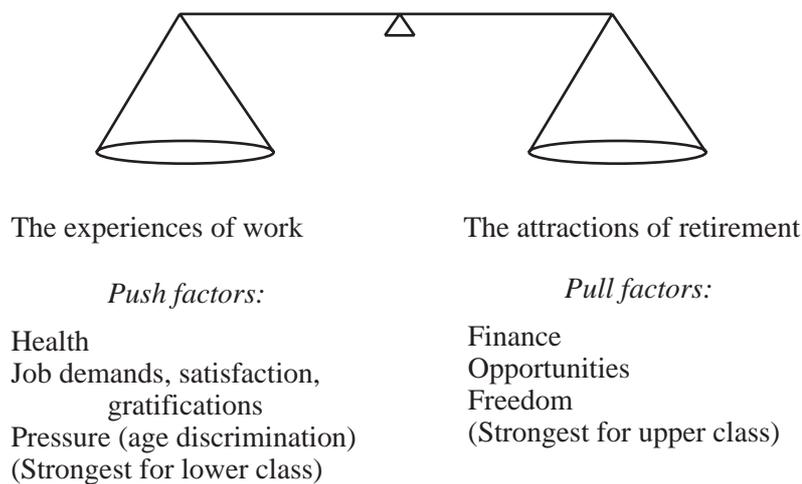 The experiences of work
Push factors:
Health
Job demands, satisfaction,
gratifications
Pressure (age discrimination)
(Strongest for lower class)
The attractions of retirement
Pull factors:
Finance
Opportunities
Freedom
(Strongest for upper class)